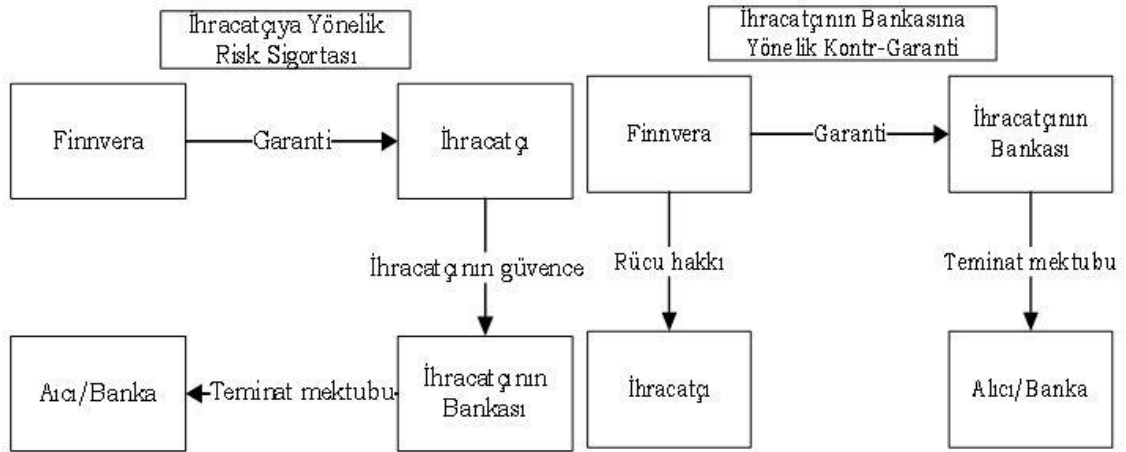 İhracatçıya Yönelik
Risk Sigortası
Finnvera
Garanti
İhracatçı
İhracatçının güvence
Aıcı/Banka
Teminat mektubu
İhracatçının
Bankası
İhracatçının Bankasına
Yönelik Kontr-Garanti
Finnvera
Garanti
İhracatçının
Bankası
Rücu hakkı
Teminat mektubu
İhracatçı
Alıcı/Banka